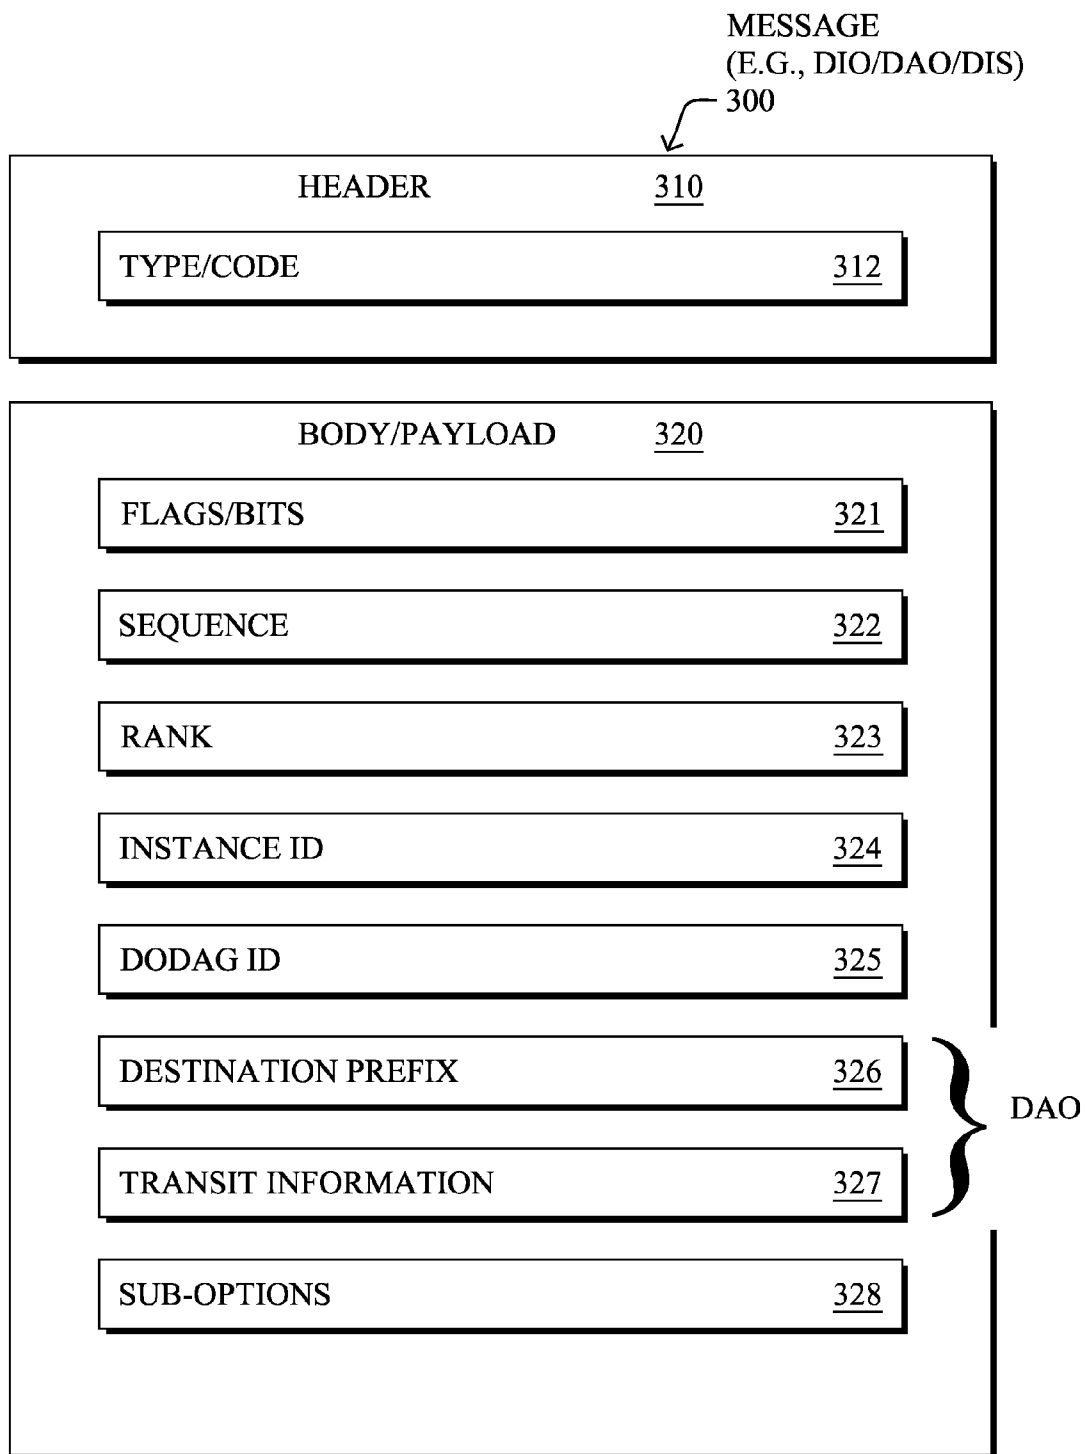 MESSAGE
(E.G., DIO/DAO/DIS)
300
HEADER 310
TYPE/CODE 312
BODY/PAYLOAD 320
FLAGS/BITS 321
SEQUENCE 322
RANK 323
INSTANCE ID 324
DODAG ID 325
DESTINATION PREFIX 326
DAO
TRANSIT INFORMATION 327
SUB-OPTIONS 328